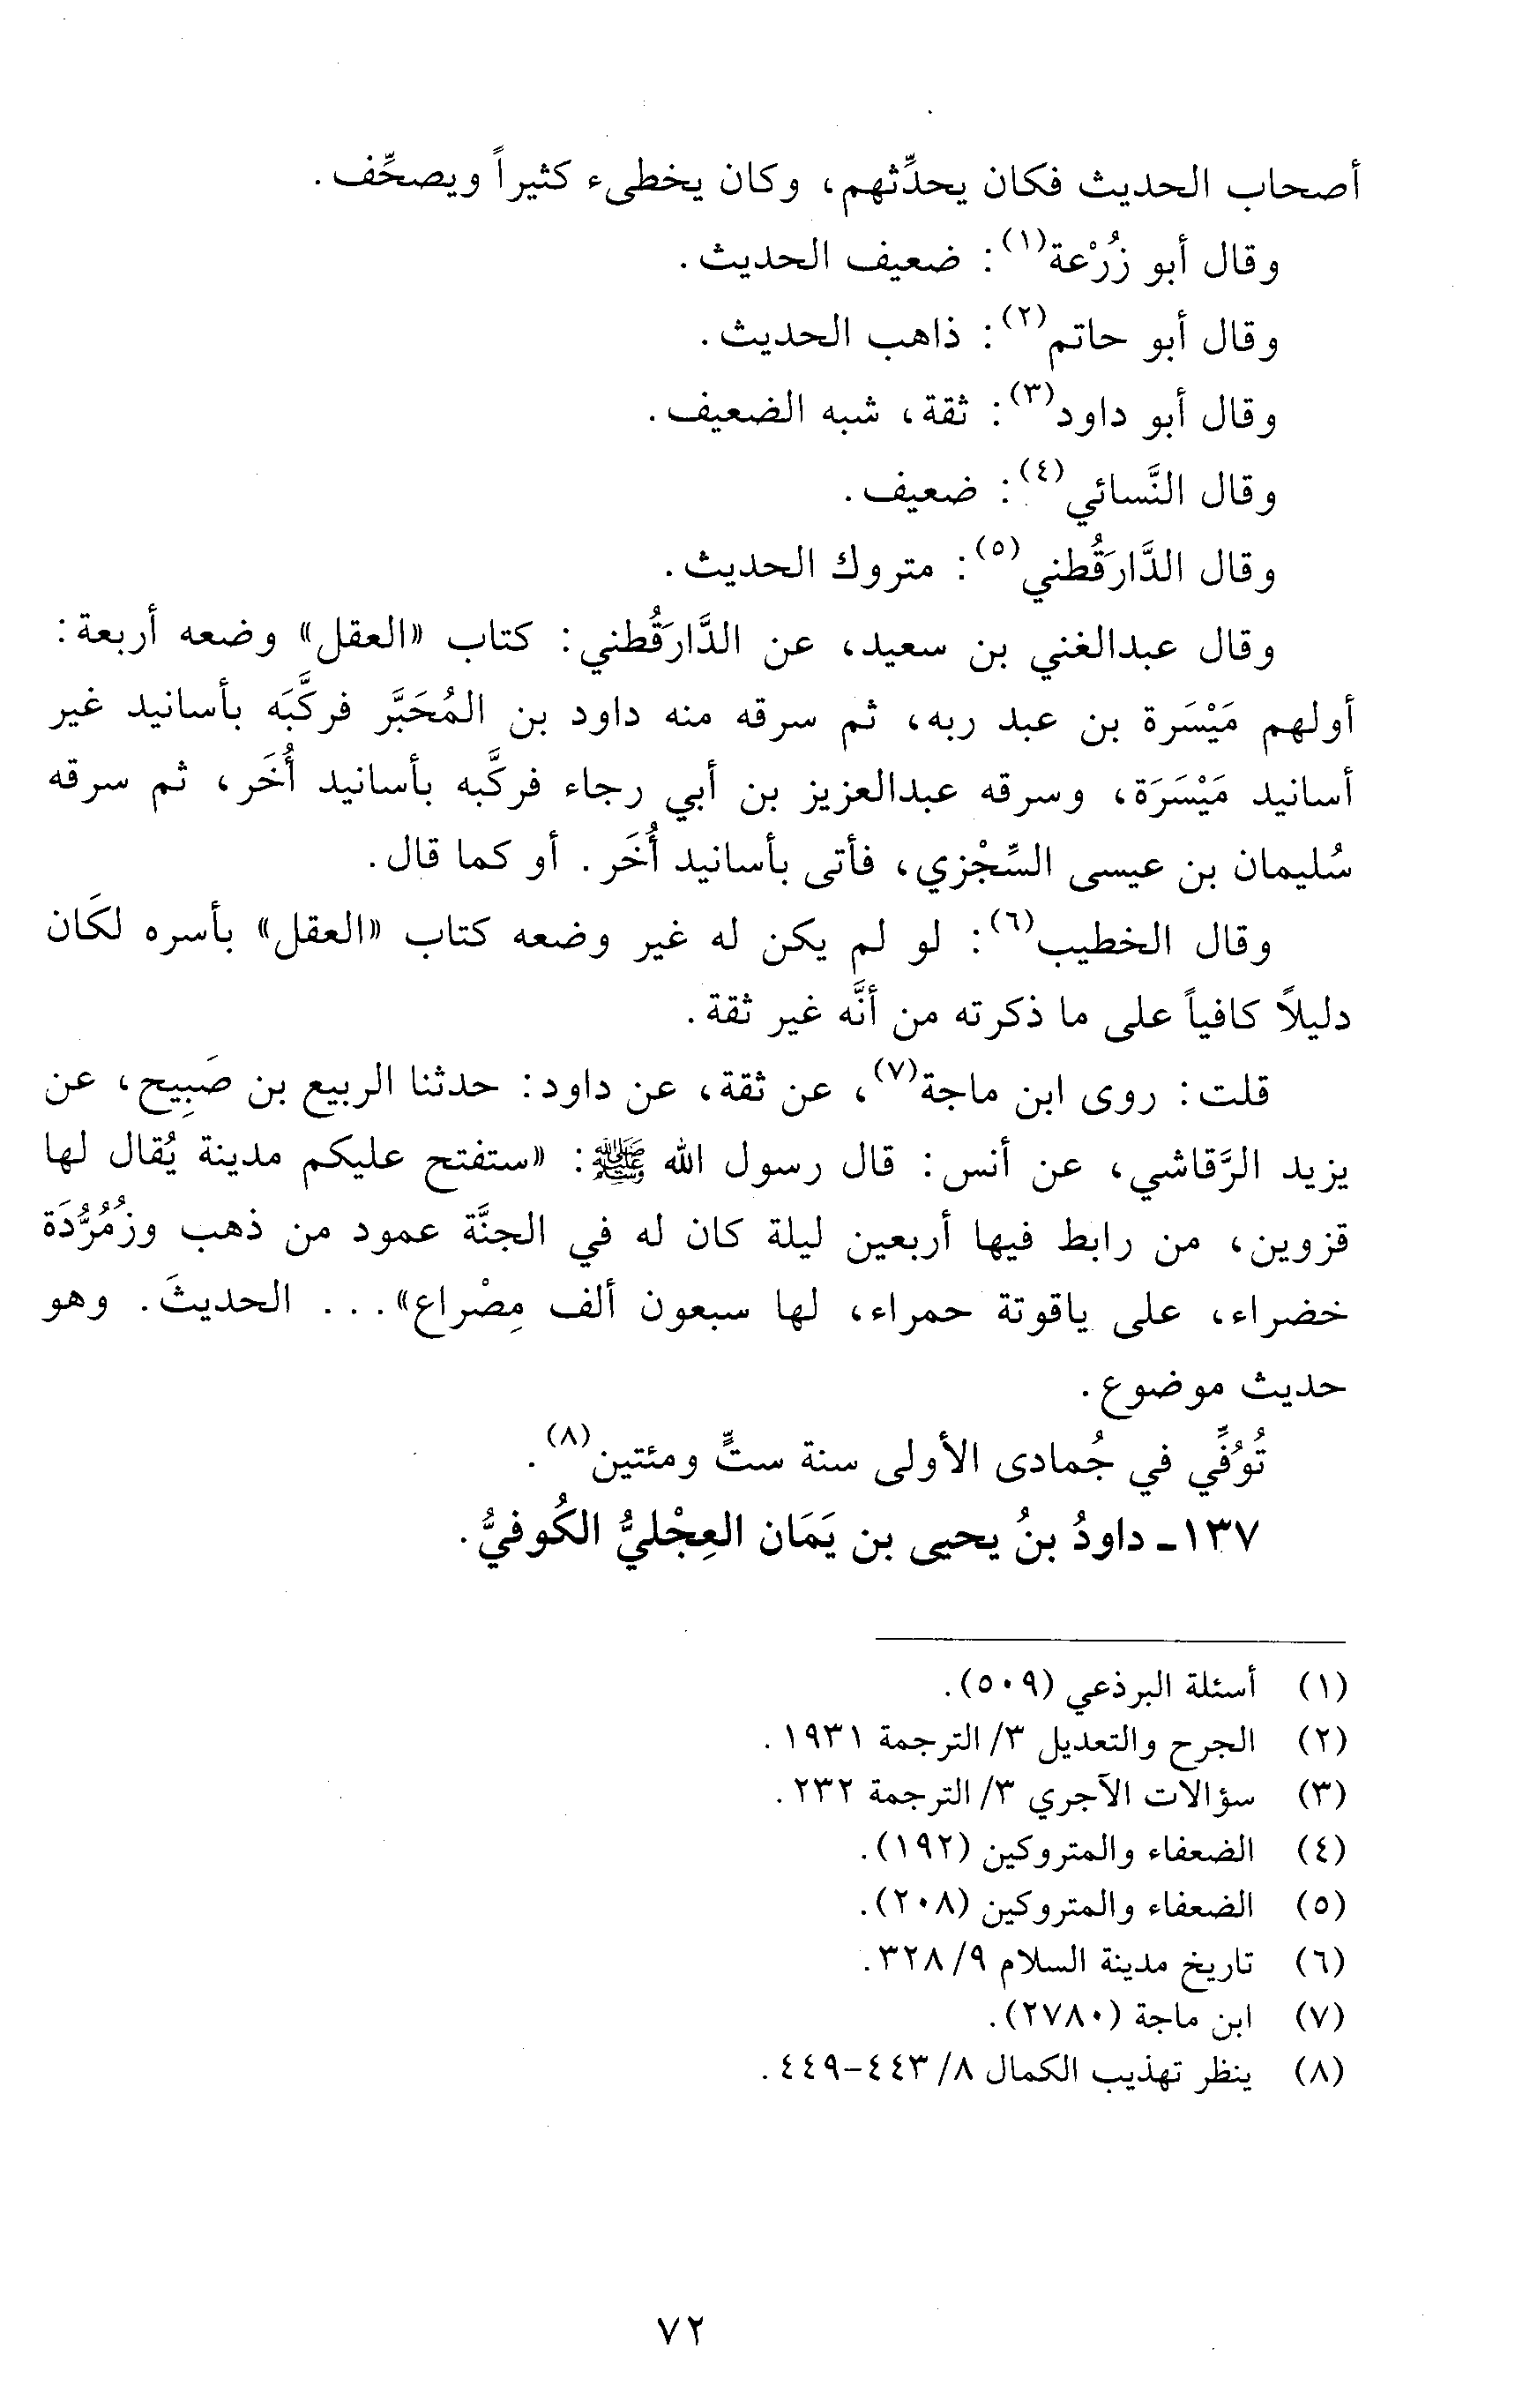 أصحاب الحديث فكان يحدِّثهم، وكان يخطىء كثيراً ويصحِّف.
وقال أبو زُرْعة(١): ضعيف الحديث.
وقال أبو حاتم(٢): ذاهب الحديث.
وقال أبو داود(٣): ثقة، شبه الضعيف.
وقال النَّسائي(٤): ضعيف.
وقال الدَّارَقُطني(٥): متروك الحديث.
وقال عبدالغني بن سعيد، عن الدَّارَقُطني: كتاب «العقل» وضعه أربعة:
أولهم مَيْسَرة بن عبد ربه، ثم سرقه منه داود بن المُحَبَّر فركَّبَه بأسانيد غير
أسانيد مَيْسَرَة، وسرقه عبدالعزيز بن أبي رجاء فركَّبه بأسانيد أُخَر، ثم سرقه
سُليمان بن عيسى السِّجْزي، فأتى بأسانيد أُخَر. أو كما قال.
وقال الخطيب(٦): لو لم يكن له غير وضعه كتاب «العقل» بأسره لكَان
دليلاً كافياً على ما ذكرته من أنَّه غير ثقة.
قلت: روى ابن ماجة(٧)، عن ثقة، عن داود: حدثنا الربيع بن صَبِيح، عن
يزيد الرَّقاشي، عن أنس: قال رسول الله ﷺ: «ستفتح عليكم مدينة يُقال لها
قزوين، من رابط فيها أربعين ليلة كان له في الجنَّة عمود من ذهب وزُمُرُّدَة
خضراء، على ياقوتة حمراء، لها سبعون ألف مِصْراع»... الحديثَ. وهو
حديث موضوع.
تُوُفِّي في جُمادى الأولى سنة ستٍّ ومئتين(٨).
١٣٧- داودُ بنُ يحيى بن يَمَان العِجْليُّ الكُوفيُّ.
(١) أسئلة البرذعي (٥٠٩).
(٢) الجرح والتعديل ٣/ الترجمة ١٩٣١.
(٣) سؤالات الآجري ٣/ الترجمة ٢٣٢.
(٤) الضعفاء والمتروكين (١٩٢).
(٥) الضعفاء والمتروكين (٢٠٨).
(٦) تاريخ مدينة السلام ٩/ ٣٢٨.
(٧) ابن ماجة (٢٧٨٠).
(٨) ينظر تهذيب الكمال ٨/ ٤٤٣-٤٤٩.
٧٢